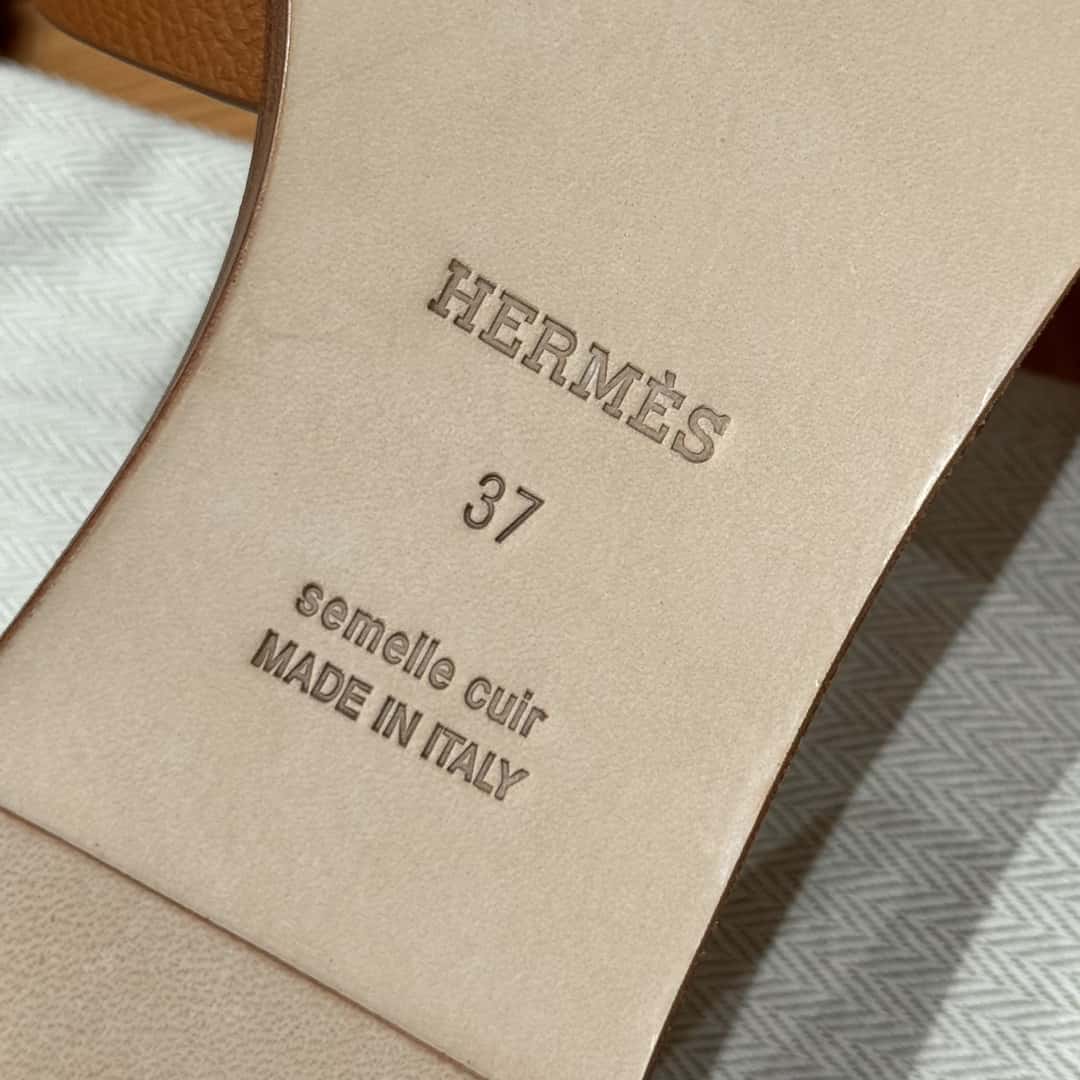 HERMÈS
37
semelle cuir
MADE IN ITALY